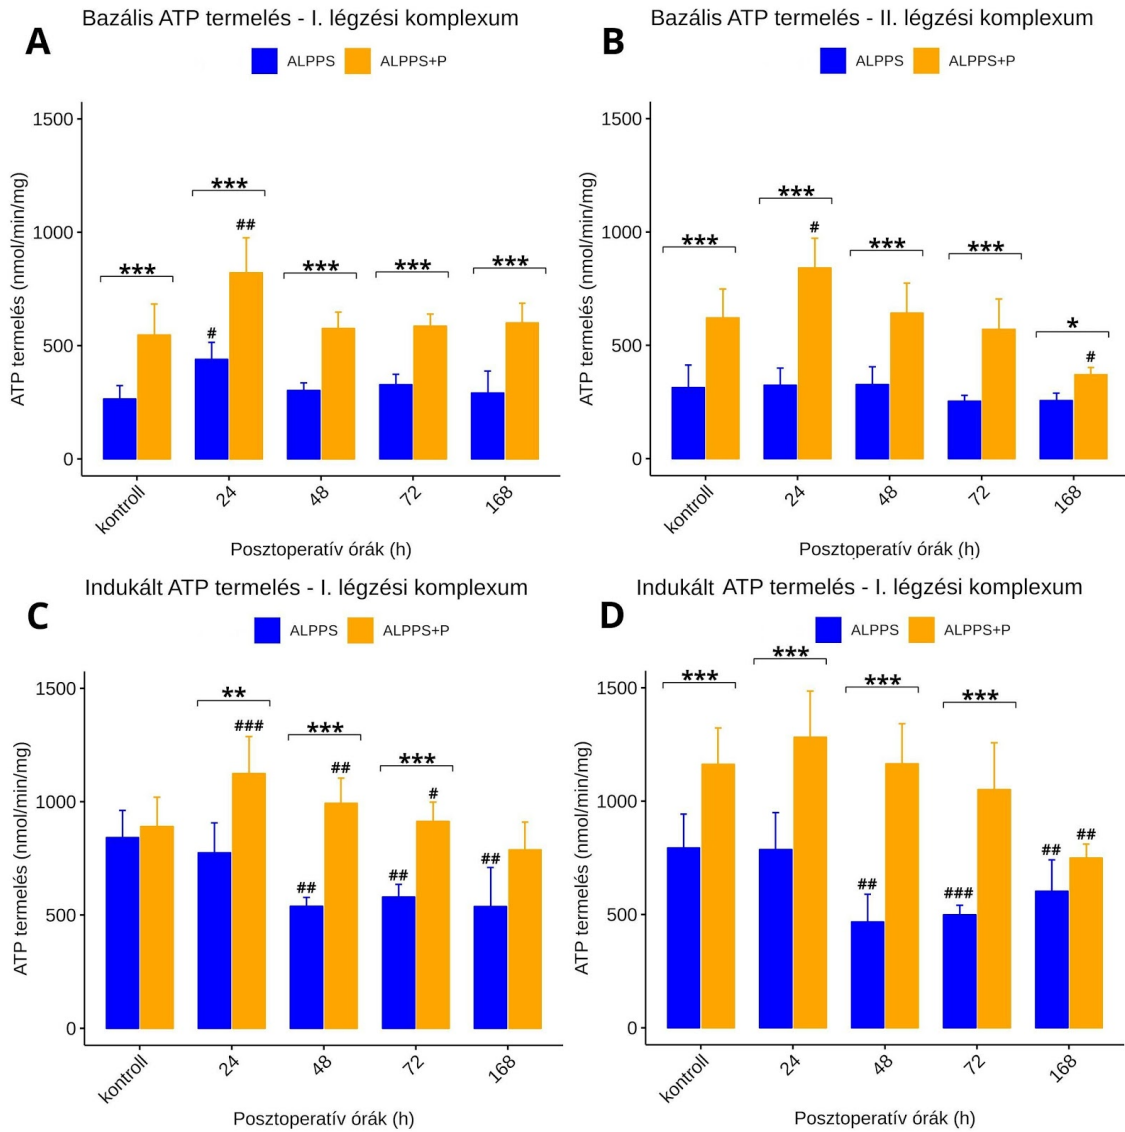 Bazális ATP termelés - I. légzési komplexum
A
ALPPS ALPPS+P
ATP termelés (nmol/min/mg)
1500
1000
500
0
***
***
***
***
***
#
##
kontroll 24 48 72 168
Posztoperatív órák (h)
Bazális ATP termelés - II. légzési komplexum
B
ALPPS ALPPS+P
ATP termelés (nmol/min/mg)
1500
1000
500
0
***
***
***
***
*
#
#
kontroll 24 48 72 168
Posztoperatív órák (h)
Indukált ATP termelés - I. légzési komplexum
C
ALPPS ALPPS+P
ATP termelés (nmol/min/mg)
1500
1000
500
0
**
***
***
###
##
#
##
##
##
kontroll 24 48 72 168
Posztoperatív órák (h)
Indukált ATP termelés - I. légzési komplexum
D
ALPPS ALPPS+P
ATP termelés (nmol/min/mg)
1500
1000
500
0
***
***
***
***
##
###
##
##
kontroll 24 48 72 168
Posztoperatív órák (h)